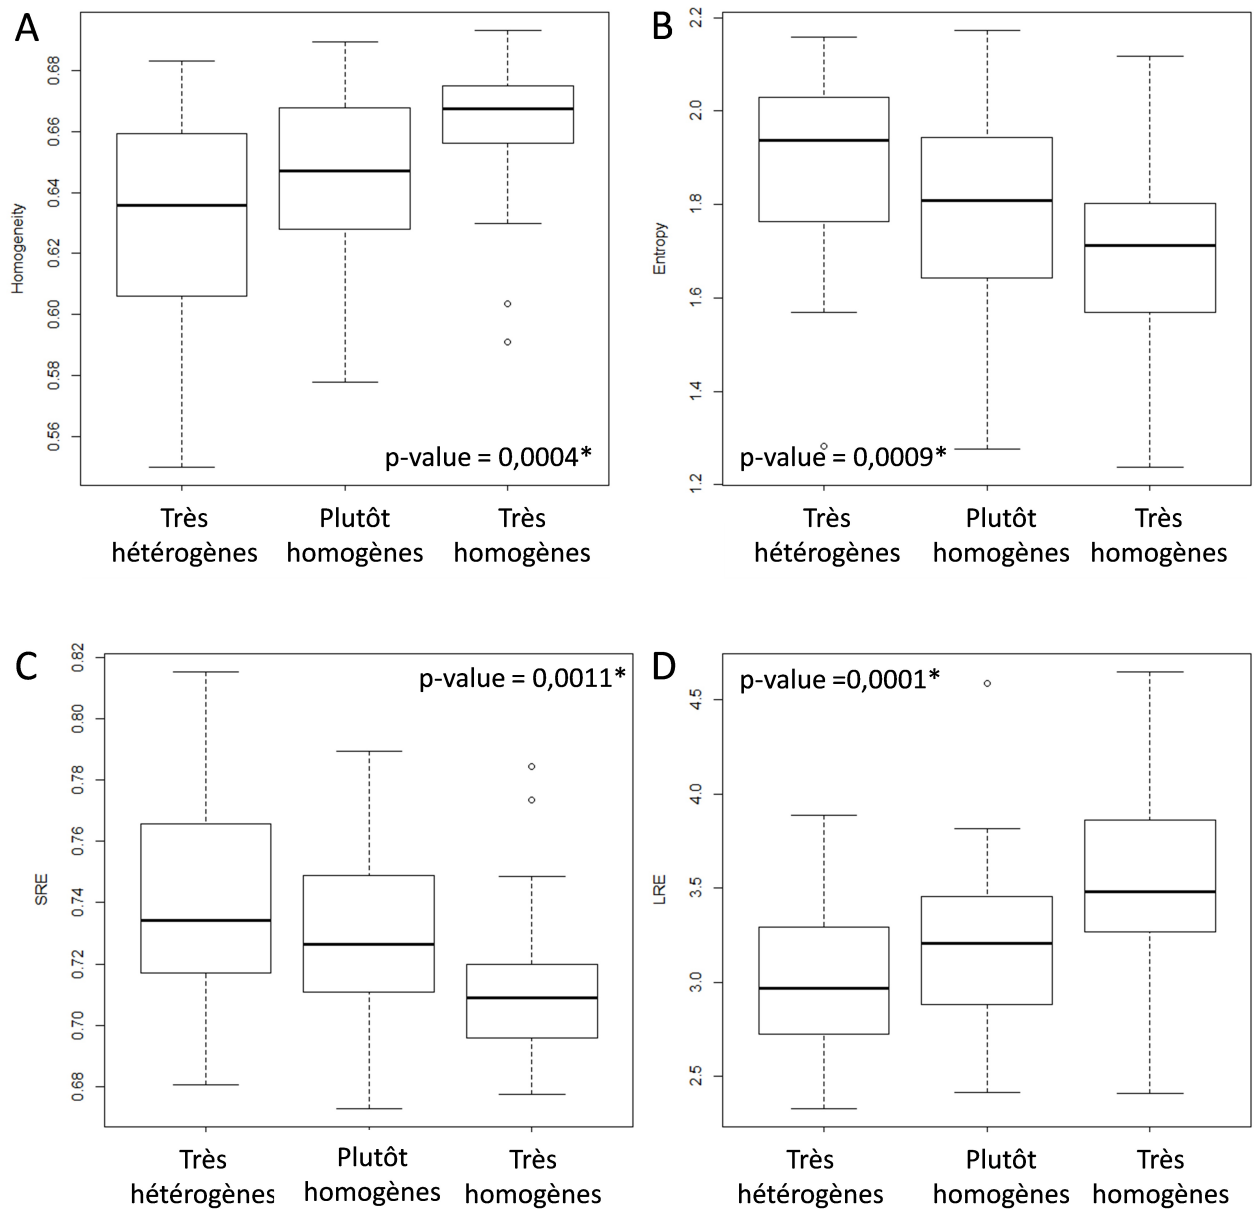 A
B
Homogeneity
0.56
0.58
0.60
0.62
0.64
0.66
0.68
p-value = 0,0004*
Très
hétérogènes
Plutôt
homogènes
Très
homogènes
Entropy
1.2
1.4
1.6
1.8
2.0
2.2
p-value = 0,0009*
Très
hétérogènes
Plutôt
homogènes
Très
homogènes
C
D
SRE
0.68
0.70
0.72
0.74
0.76
0.78
0.80
0.82
p-value = 0,0011*
Très
hétérogènes
Plutôt
homogènes
Très
homogènes
LRE
2.5
3.0
3.5
4.0
4.5
p-value =0,0001*
Très
hétérogènes
Plutôt
homogènes
Très
homogènes